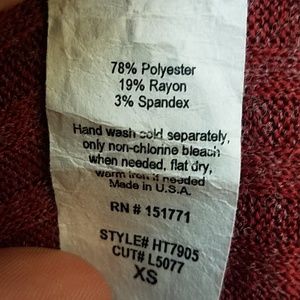 78% Polyester
19% Rayon
3% Spandex
Hand wash cold separately,
only non-chlorine bleach
when needed, flat dry,
warm iron if needed
Made in U.S.A.
RN # 151771
STYLE# HT7905
CUT# L5077
XS